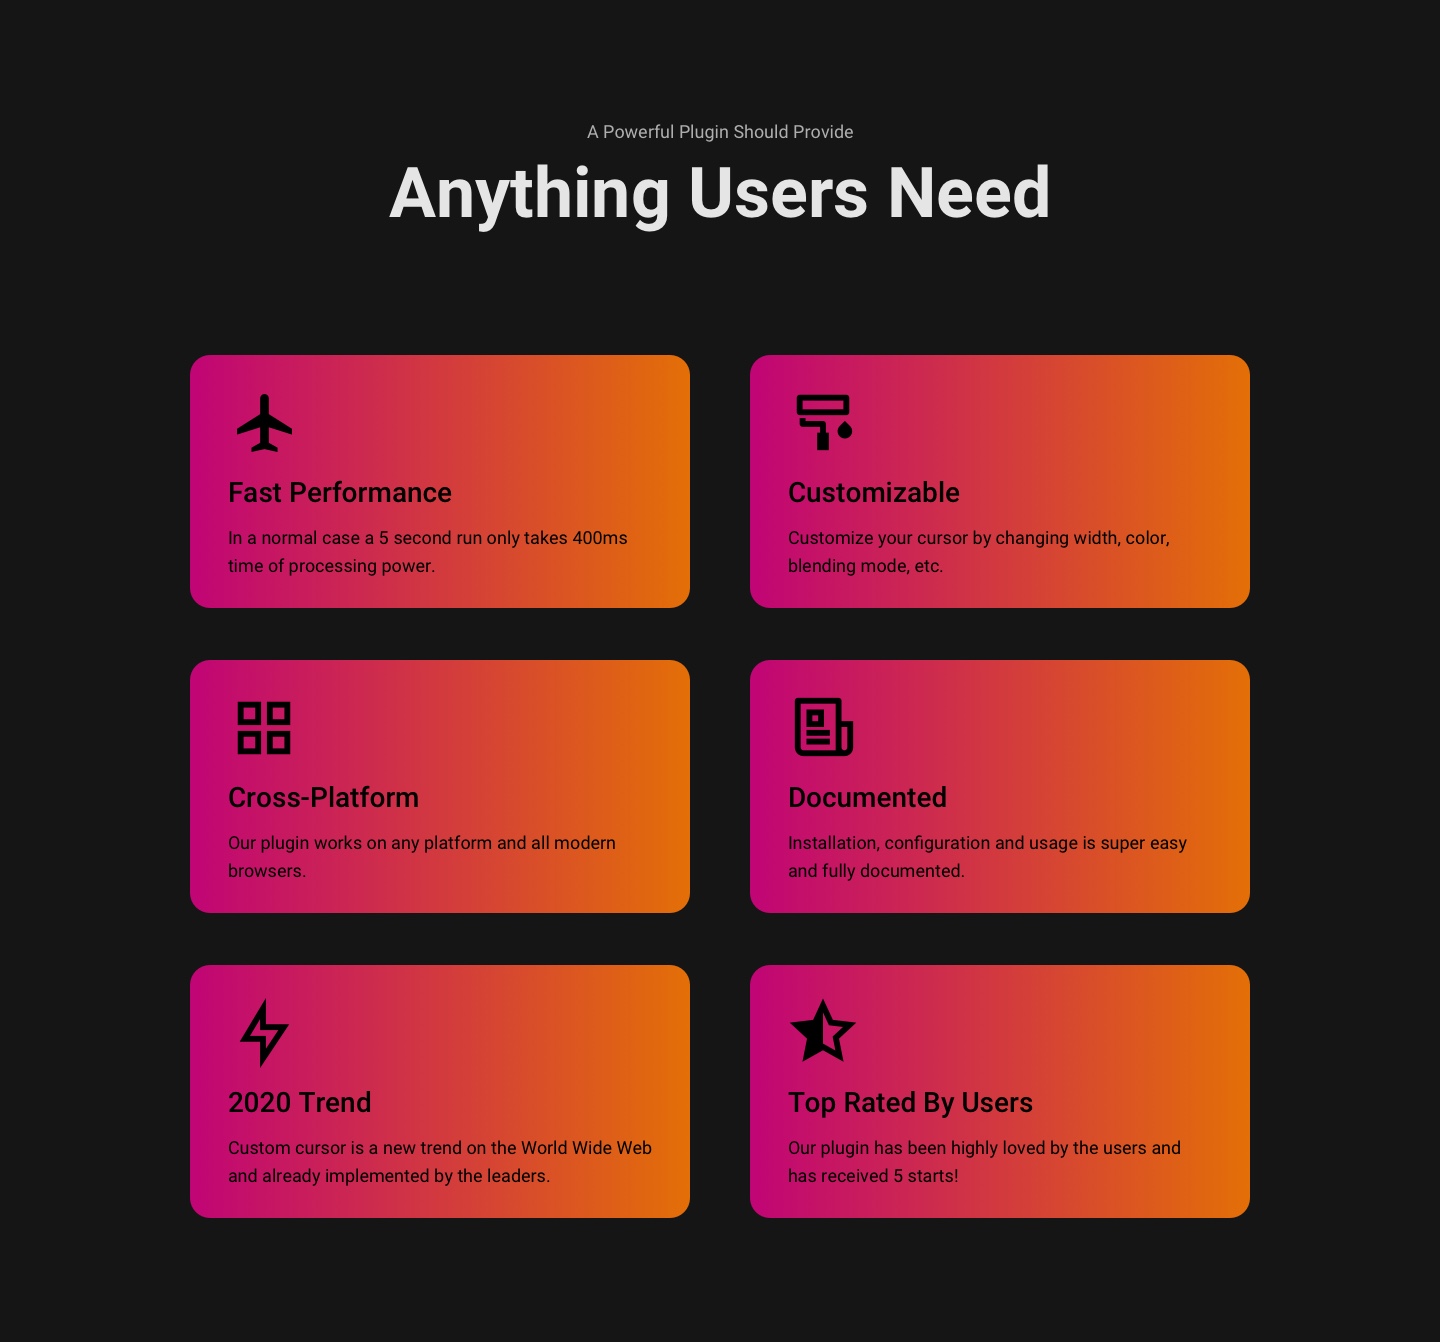 A Powerful Plugin Should Provide
Anything Users Need
Fast Performance
In a normal case a 5 second run only takes 400ms
time of processing power.
Customizable
Customize your cursor by changing width, color,
blending mode, etc.
Cross-Platform
Our plugin works on any platform and all modern
browsers.
Documented
Installation, configuration and usage is super easy
and fully documented.
2020 Trend
Custom cursor is a new trend on the World Wide Web
and already implemented by the leaders.
Top Rated By Users
Our plugin has been highly loved by the users and
has received 5 starts!